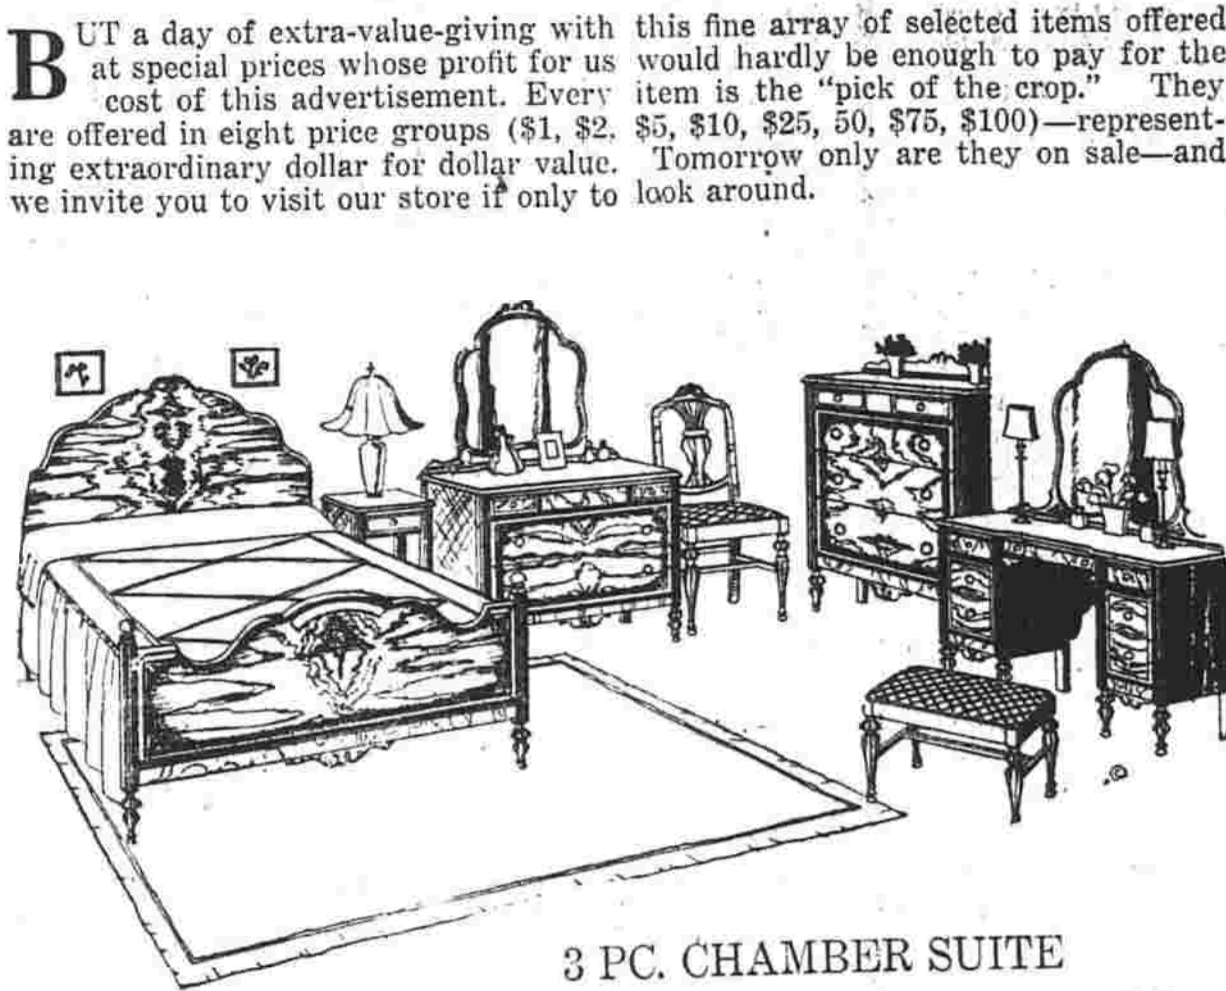 BUT a day of extra-value-giving with this fine array of selected items offered
at special prices whose profit for us would hardly be enough to pay for the
cost of this advertisement. Every item is the “pick of the crop.” They
are offered in eight price groups ($1, $2, $5, $10, $25, 50, $75, $100)—represent-
ing extraordinary dollar for dollar value. Tomorrow only are they on sale—and
we invite you to visit our store if only to look around.
3 PC. CHAMBER SUITE